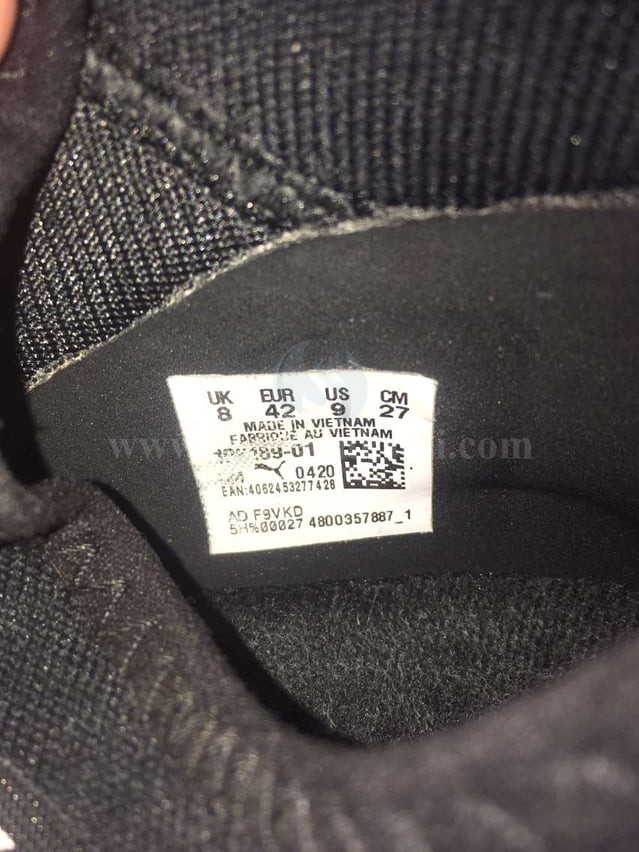 UK EUR US CM
8 42 9 27
MADE IN VIETNAM
FABRIQUE AU VIETNAM
0420
EAN:4062453277428
AD F9VKD
5H%00027 4800357887_1